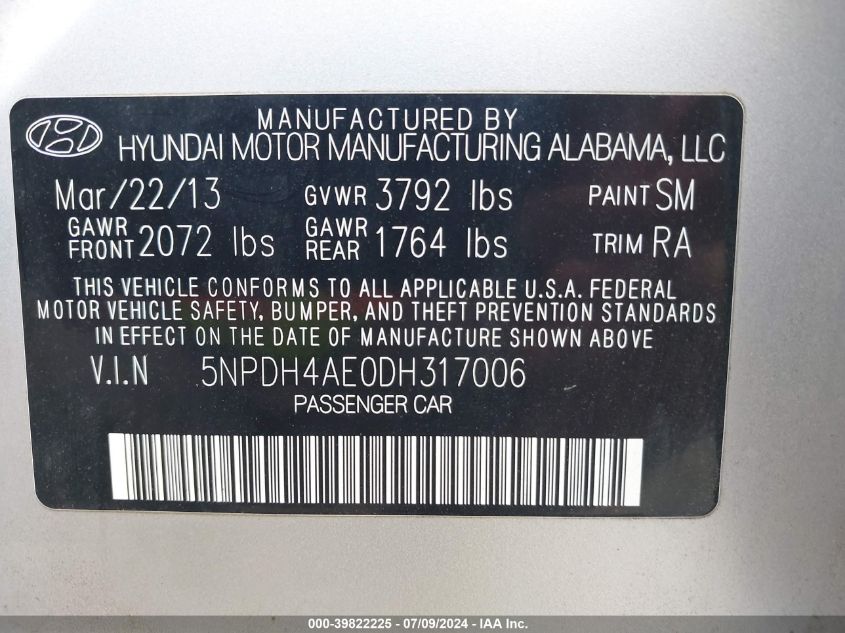 MANUFACTURED BY
HYUNDAI MOTOR MANUFACTURING ALABAMA, LLC
Mar/22/13 GVWR 3792 lbs PAINT SM
GAWR FRONT 2072 lbs GAWR REAR 1764 lbs TRIM RA
THIS VEHICLE CONFORMS TO ALL APPLICABLE U.S.A. FEDERAL
MOTOR VEHICLE SAFETY, BUMPER, AND THEFT PREVENTION STANDARDS
IN EFFECT ON THE DATE OF MANUFACTURE SHOWN ABOVE
V.I.N 5NPDH4AE0DH317006
PASSENGER CAR
000-39822225 - 07/09/2024 - IAA Inc.